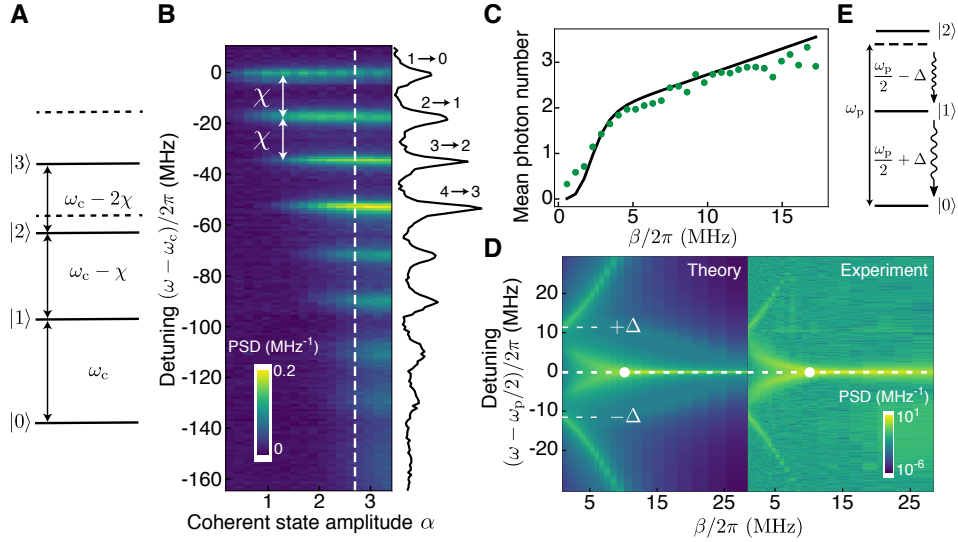 A
|3⟩
|2⟩
|1⟩
|0⟩
ω_c − 2χ
ω_c − χ
ω_c
B
Detuning (ω − ω_c)/2π (MHz)
0
-20
-40
-60
-80
-100
-120
-140
-160
χ
χ
PSD (MHz⁻¹)
0.2
0
1
2
3
Coherent state amplitude α
1→0
2→1
3→2
4→3
C
Mean photon number
3
2
1
0
0
5
10
15
β/2π (MHz)
D
Detuning
(ω − ω_p/2)/2π (MHz)
20
10
0
-10
-20
Theory
+Δ
−Δ
Experiment
PSD (MHz⁻¹)
10¹
10⁻⁶
5
15
25
5
15
25
β/2π (MHz)
E
|2⟩
|1⟩
|0⟩
ω_p
ω_p/2 − Δ
ω_p/2 + Δ